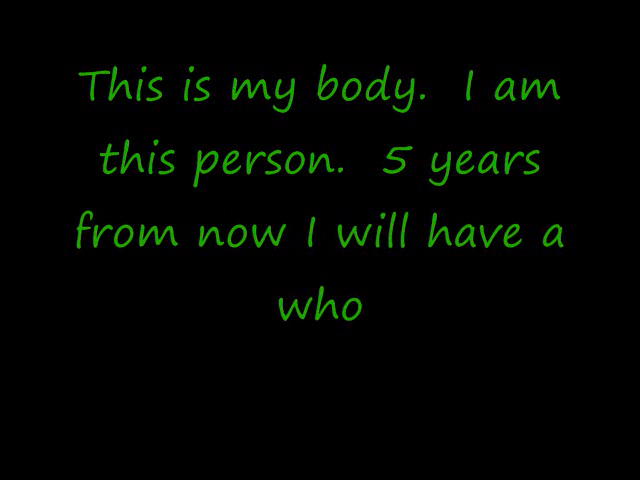 This is my body.  I am
this person.  5 years
from now I will have a
who